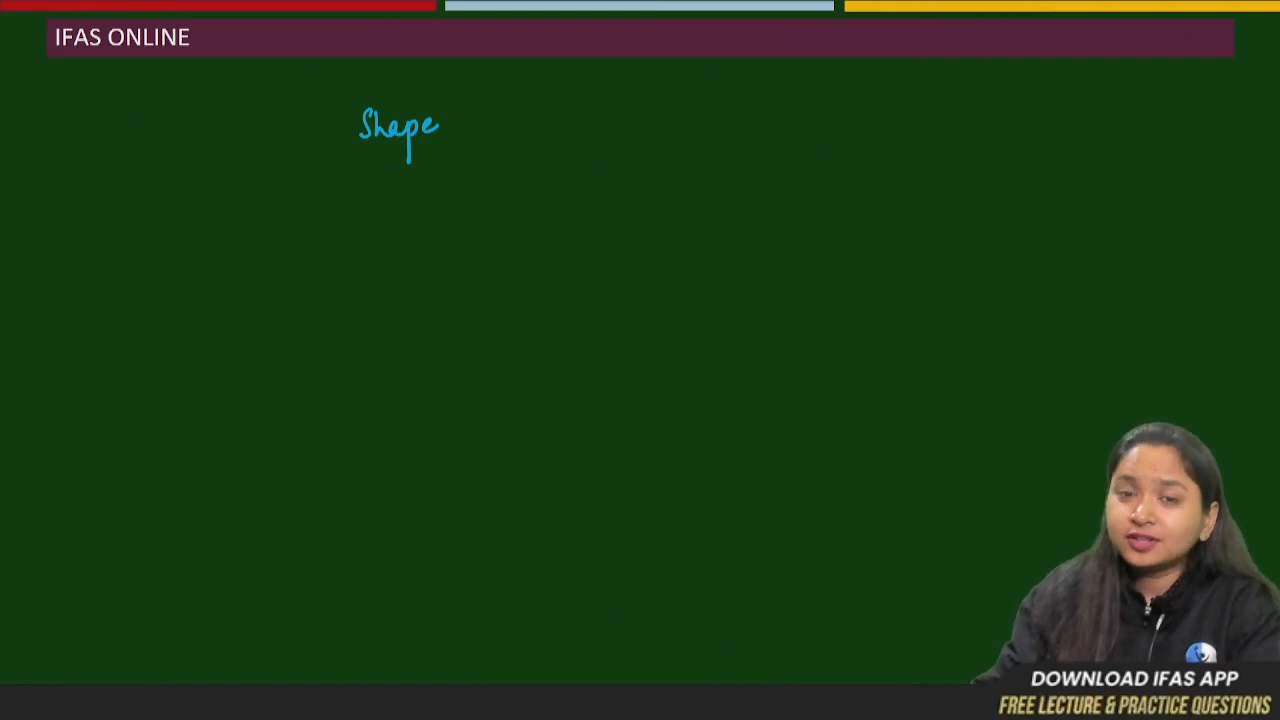 IFAS ONLINE
Shape
DOWNLOAD IFAS APP
FREE LECTURE & PRACTICE QUESTIONS